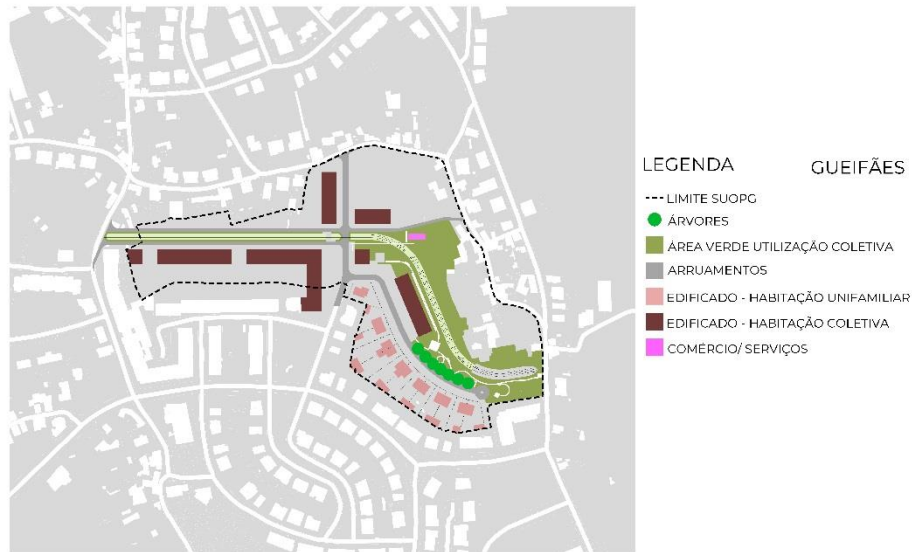 LEGENDA
GUEIFÃES
LIMITE SUOPG
ÁRVORES
ÁREA VERDE UTILIZAÇÃO COLETIVA
ARRUAMENTOS
EDIFICADO - HABITAÇÃO UNIFAMILIAR
EDIFICADO - HABITAÇÃO COLETIVA
COMÉRCIO/ SERVIÇOS